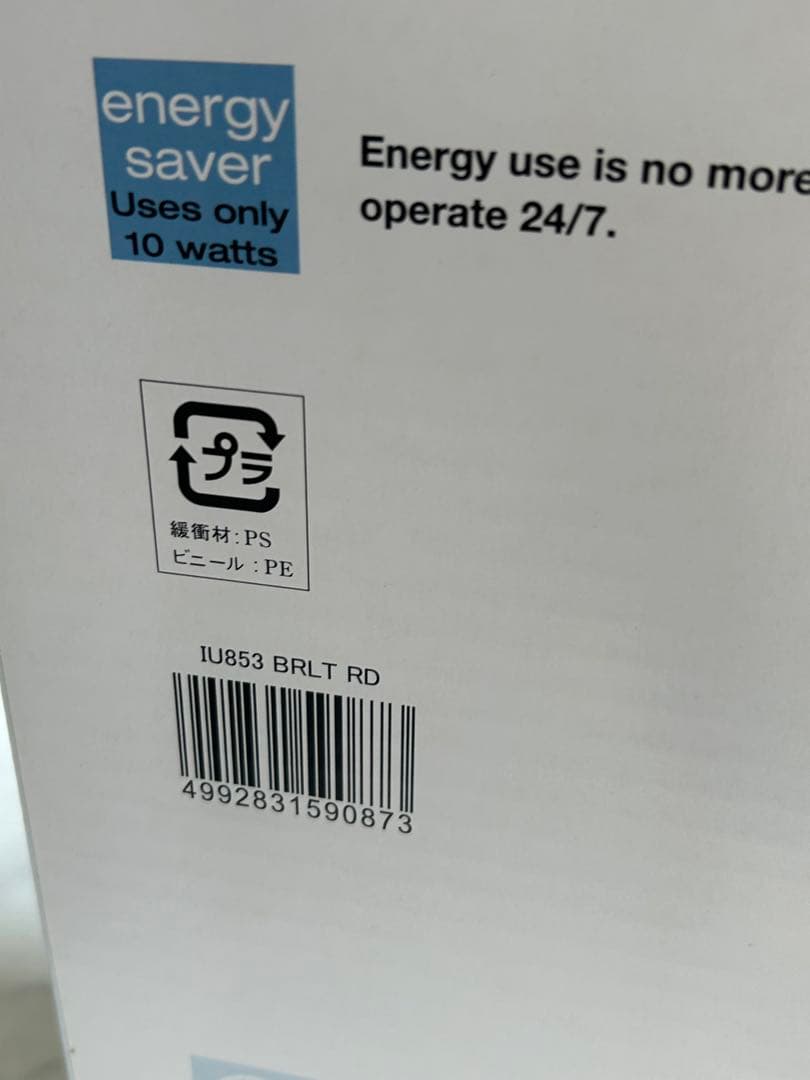 energy
saver
Uses only
10 watts
Energy use is no more
operate 24/7.
プラ
緩衝材:PS
ビニール:PE
IU853 BRLT RD
4992831590873